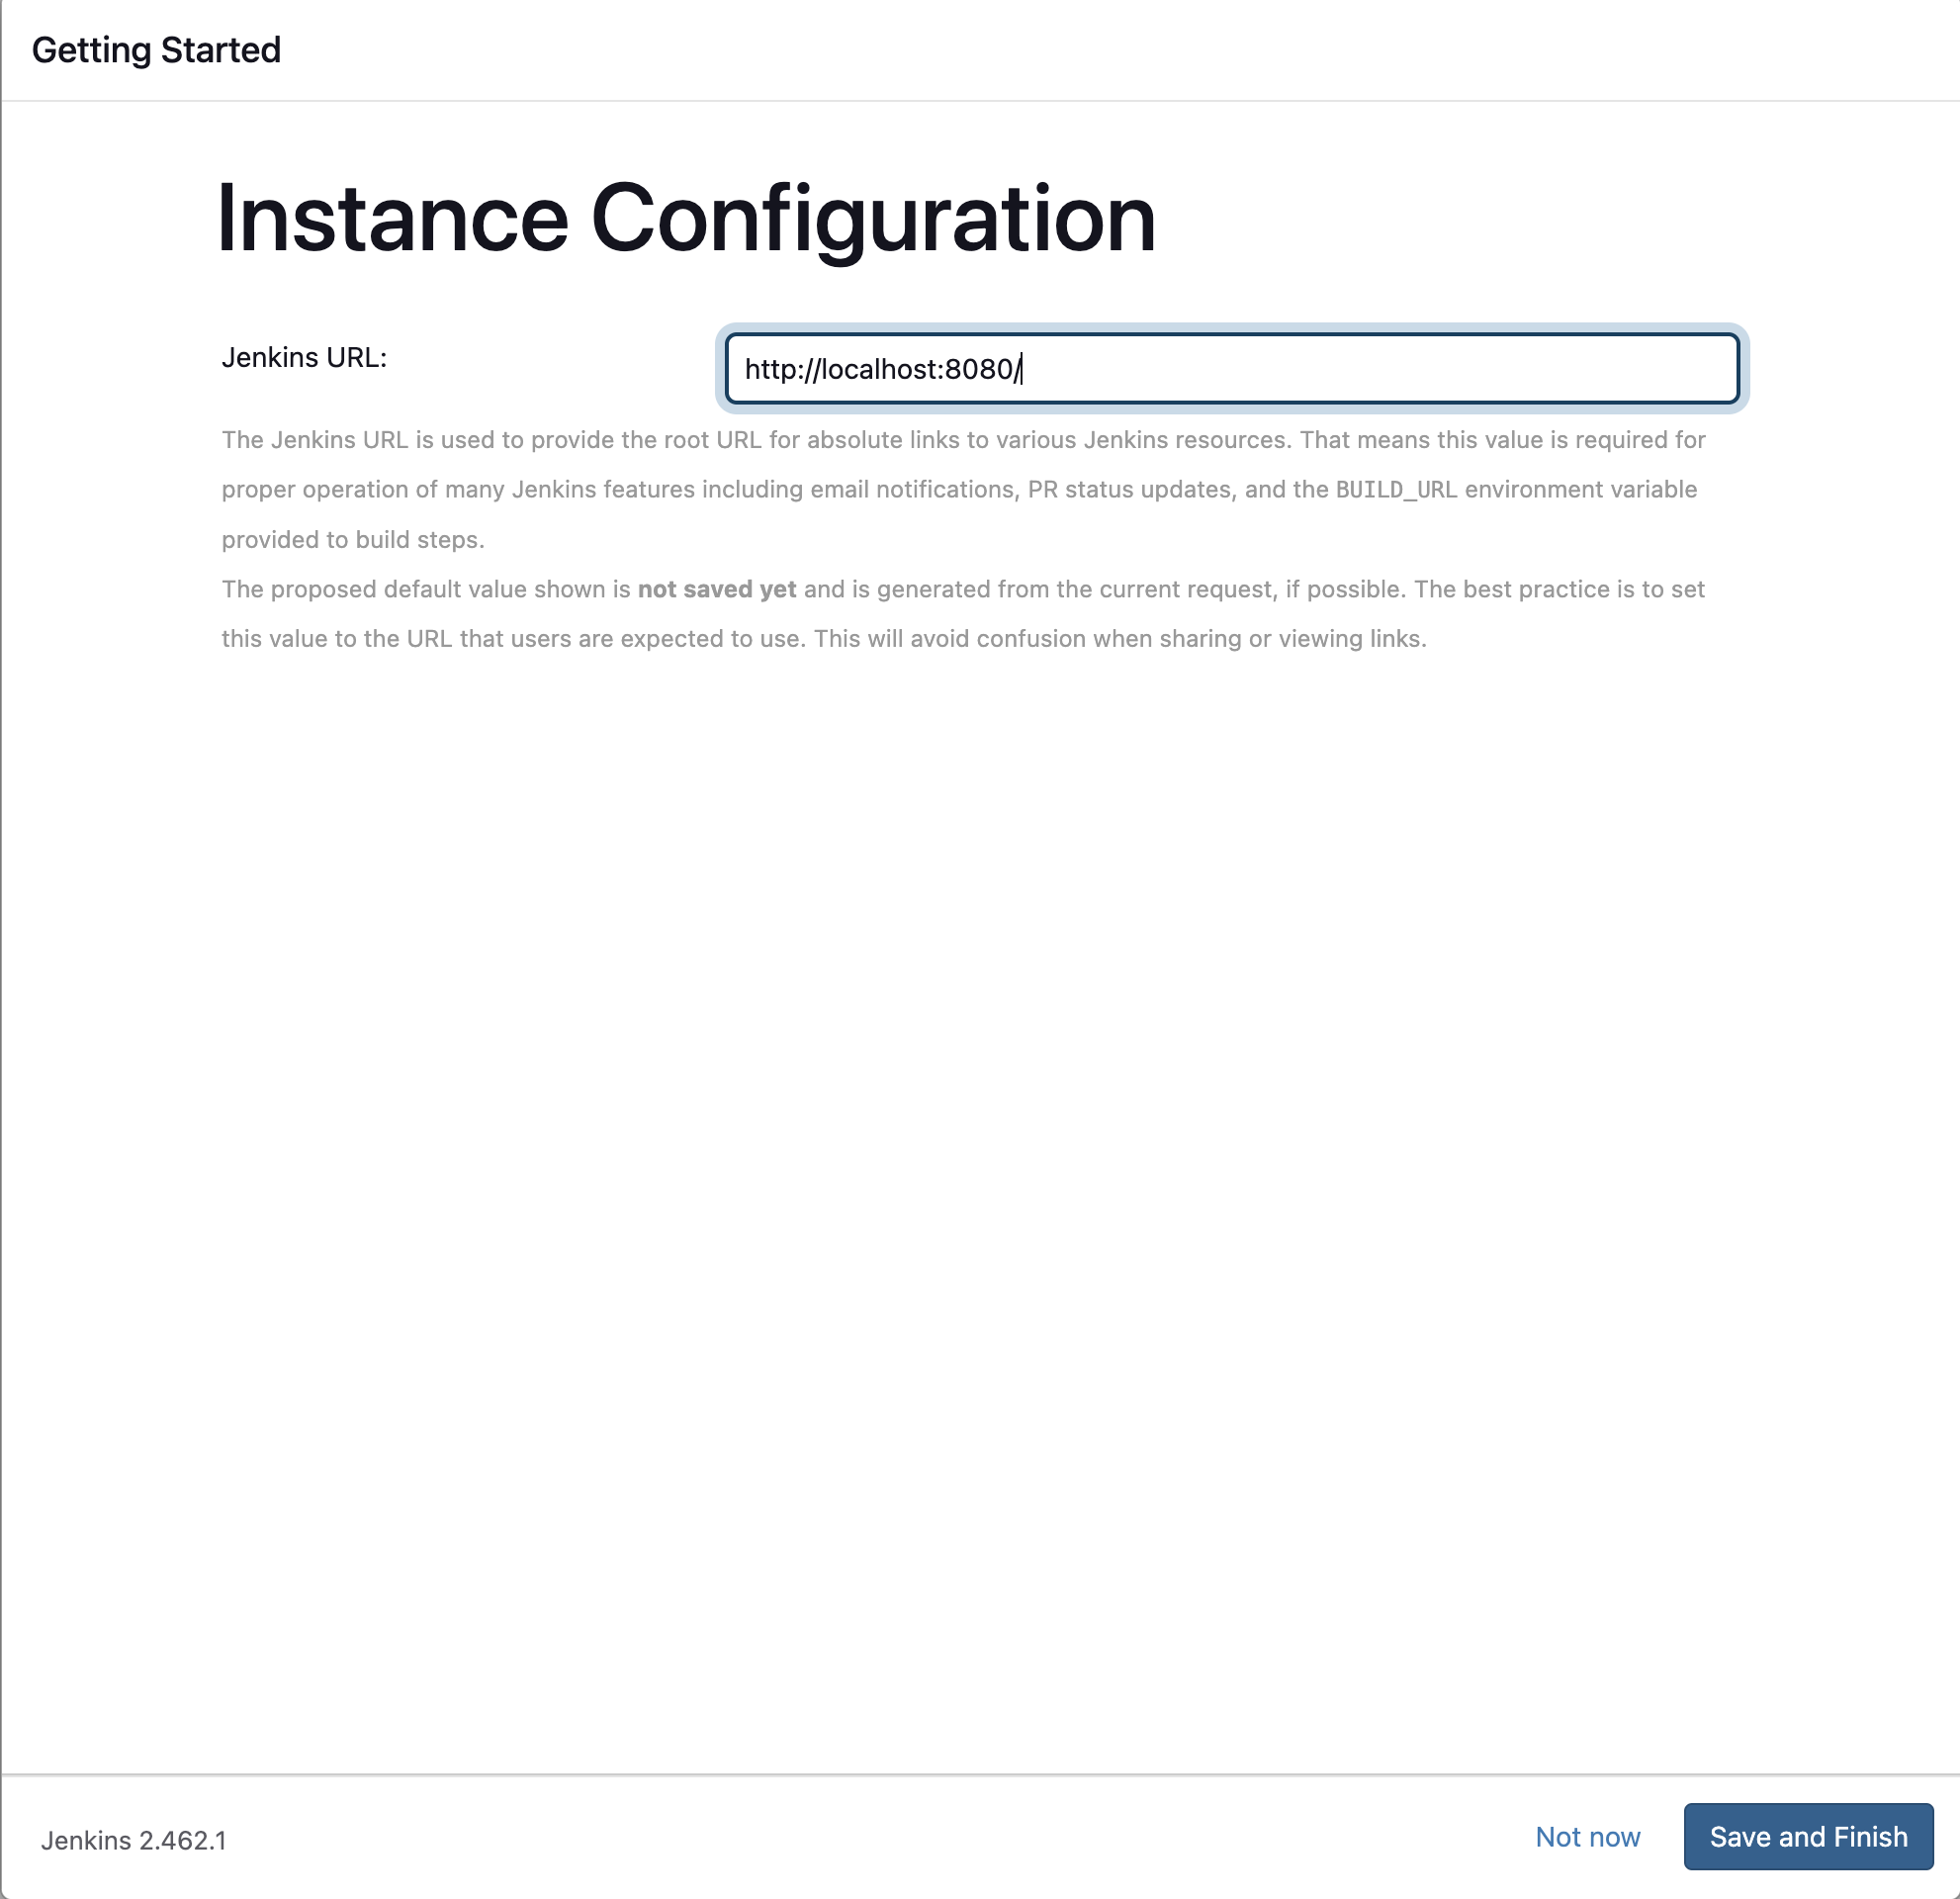 Getting Started
Instance Configuration
Jenkins URL:
http://localhost:8080/
The Jenkins URL is used to provide the root URL for absolute links to various Jenkins resources. That means this value is required for
proper operation of many Jenkins features including email notifications, PR status updates, and the BUILD_URL environment variable
provided to build steps.
The proposed default value shown is not saved yet and is generated from the current request, if possible. The best practice is to set
this value to the URL that users are expected to use. This will avoid confusion when sharing or viewing links.
Jenkins 2.462.1
Not now
Save and Finish